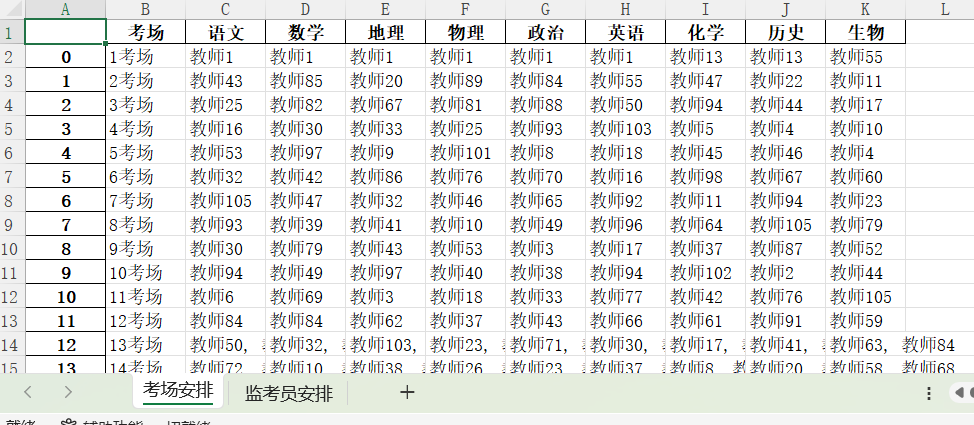 A B C D E F G H I J K L
1 考场 语文 数学 地理 物理 政治 英语 化学 历史 生物
2 0 1考场 教师1 教师1 教师1 教师1 教师1 教师1 教师13 教师13 教师55
3 1 2考场 教师43 教师85 教师20 教师89 教师84 教师55 教师47 教师22 教师11
4 2 3考场 教师25 教师82 教师67 教师81 教师88 教师50 教师94 教师44 教师17
5 3 4考场 教师16 教师30 教师33 教师25 教师93 教师103 教师5 教师4 教师10
6 4 5考场 教师53 教师97 教师9 教师101 教师8 教师18 教师45 教师46 教师4
7 5 6考场 教师32 教师42 教师86 教师76 教师70 教师16 教师98 教师67 教师60
8 6 7考场 教师105 教师47 教师32 教师46 教师65 教师92 教师11 教师94 教师23
9 7 8考场 教师93 教师39 教师41 教师10 教师49 教师96 教师64 教师105 教师79
10 8 9考场 教师30 教师79 教师43 教师53 教师3 教师17 教师37 教师87 教师52
11 9 10考场 教师94 教师49 教师97 教师40 教师38 教师94 教师102 教师2 教师44
12 10 11考场 教师6 教师69 教师3 教师18 教师33 教师77 教师42 教师76 教师105
13 11 12考场 教师84 教师84 教师62 教师37 教师43 教师66 教师61 教师91 教师59
14 12 13考场 教师50, 教师32, 教师103, 教师23, 教师71, 教师30, 教师17, 教师41, 教师63, 教师84
15 13 14考场 教师72 教师10 教师38 教师26 教师23 教师37 教师8 教师20 教师58 教师68
考场安排 监考员安排 +
就绪 辅助功能